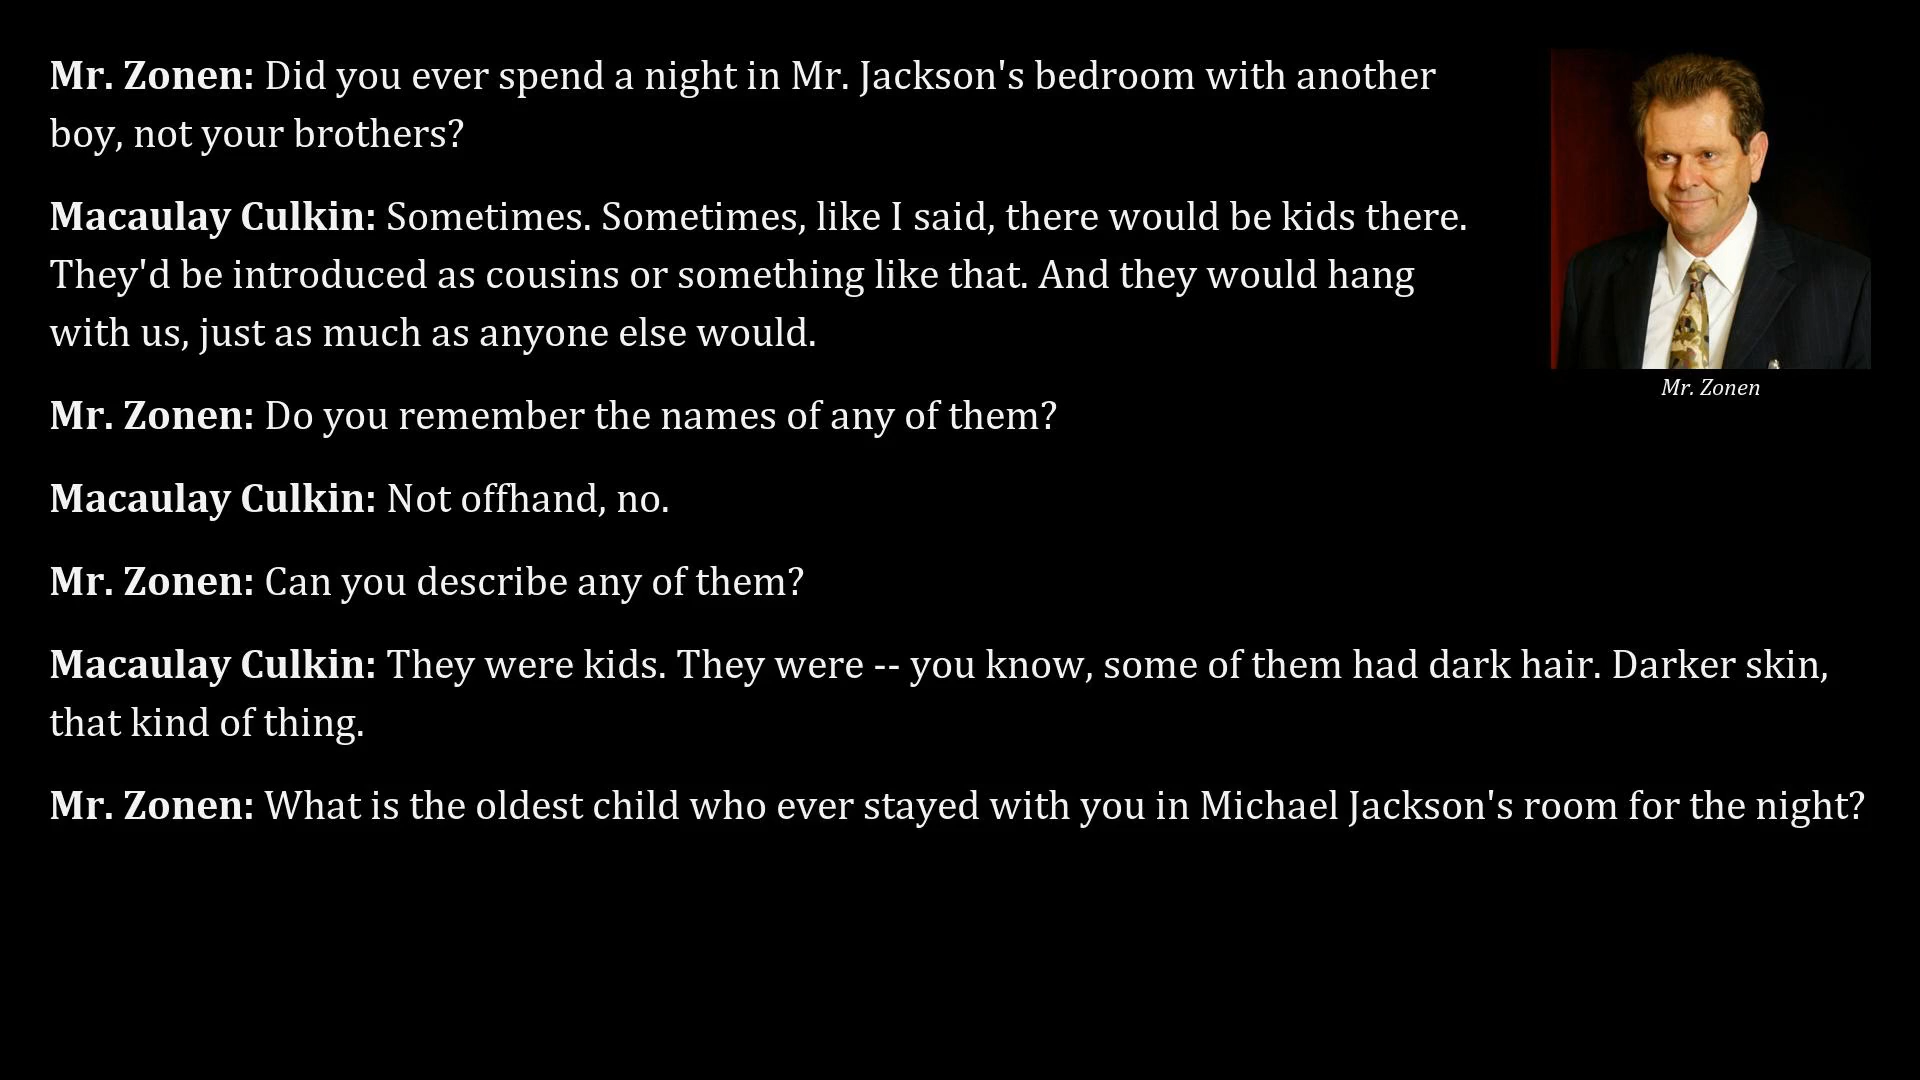 Mr. Zonen: Did you ever spend a night in Mr. Jackson's bedroom with another
boy, not your brothers?
Macaulay Culkin: Sometimes. Sometimes, like I said, there would be kids there.
They'd be introduced as cousins or something like that. And they would hang
with us, just as much as anyone else would.
Mr. Zonen
Mr. Zonen: Do you remember the names of any of them?
Macaulay Culkin: Not offhand, no.
Mr. Zonen: Can you describe any of them?
Macaulay Culkin: They were kids. They were -- you know, some of them had dark hair. Darker skin,
that kind of thing.
Mr. Zonen: What is the oldest child who ever stayed with you in Michael Jackson's room for the night?